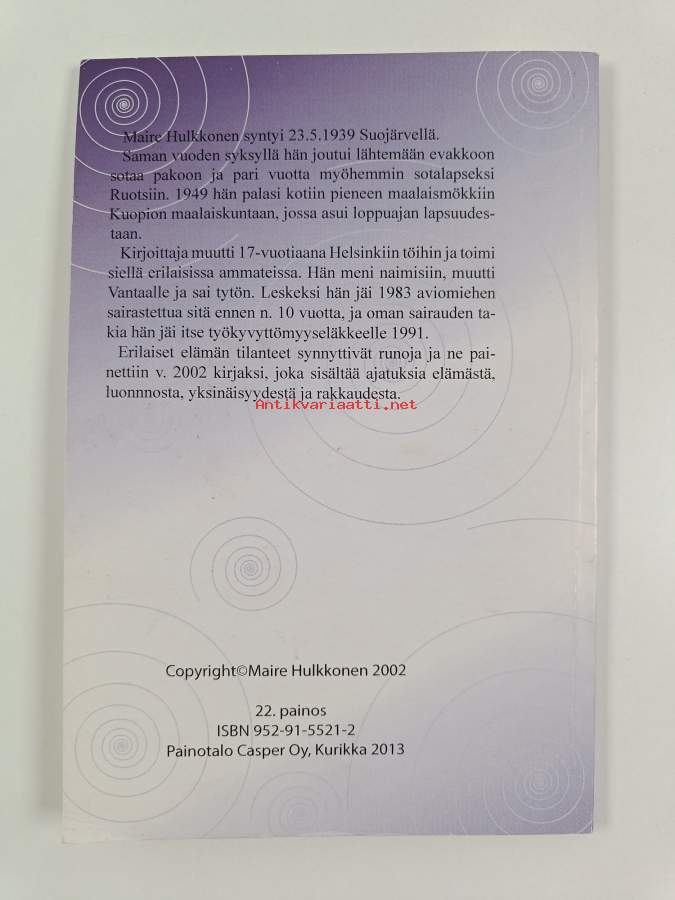 Maire Hulkkonen syntyi 23.5.1939 Suojärvellä.
Saman vuoden syksyllä hän joutui lähtemään evakkoon
sotaa pakoon ja pari vuotta myöhemmin sotalapseksi
Ruotsiin. 1949 hän palasi kotiin pieneen maalaismökkiin
Kuopion maalaiskuntaan, jossa asui loppuajan lapsuudes-
taan.
Kirjoittaja muutti 17-vuotiaana Helsinkiin töihin ja toimi
siellä erilaisissa ammateissa. Hän meni naimisiin, muutti
Vantaalle ja sai tytön. Leskeksi hän jäi 1983 aviomiehen
sairastettua sitä ennen n. 10 vuotta, ja oman sairauden ta-
kia hän jäi itse työkyvyttömyyseläkkeelle 1991.
Erilaiset elämän tilanteet synnyttivät runoja ja ne pai-
nettiin v. 2002 kirjaksi, joka sisältää ajatuksia elämästä,
luonnnosta, yksinäisyydestä ja rakkaudesta.
Antikvariaatti.net
Copyright©Maire Hulkkonen 2002
22. painos
ISBN 952-91-5521-2
Painotalo Casper Oy, Kurikka 2013